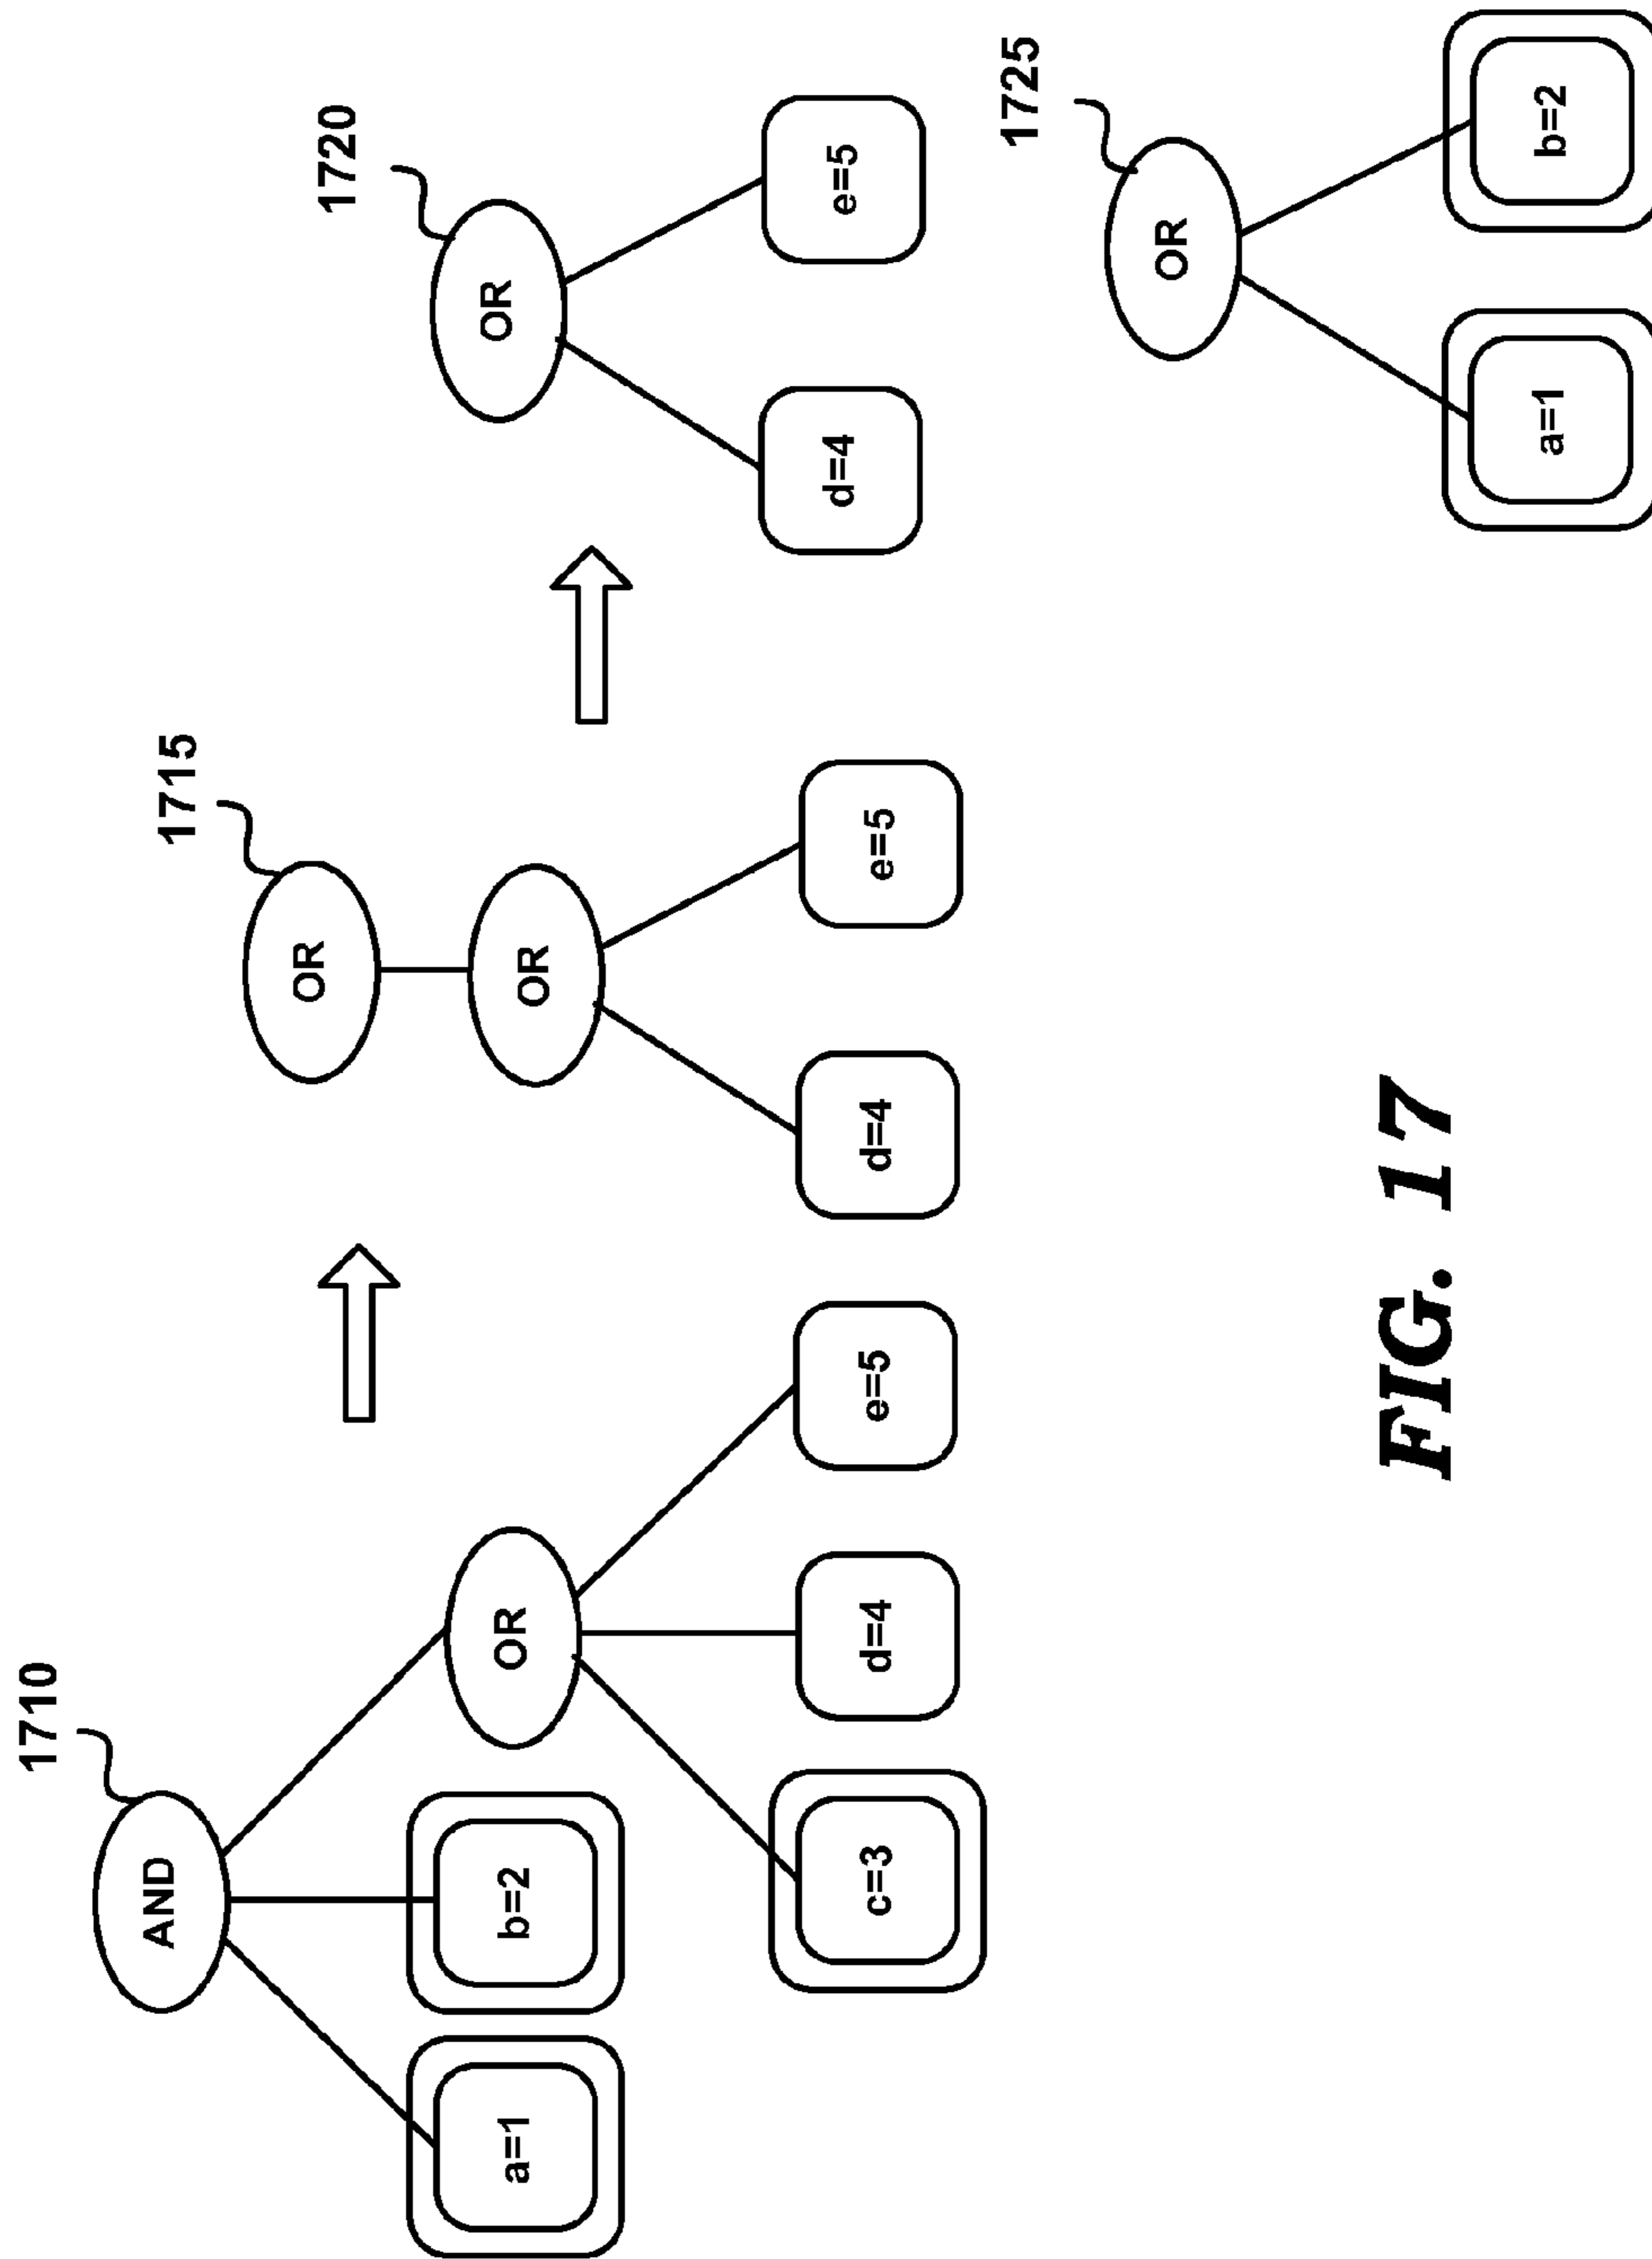 1710
AND
a=1
b=2
OR
c=3
d=4
e=5
1715
OR
OR
d=4
e=5
1720
OR
d=4
e=5
1725
OR
a=1
b=2
FIG. 17